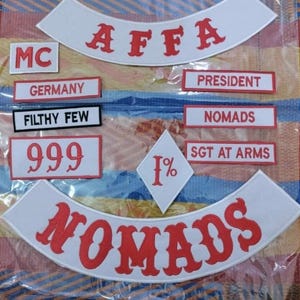 AFFA
MC
GERMANY
PRESIDENT
FILTHY FEW
NOMADS
999
1%
SGT AT ARMS
NOMADS